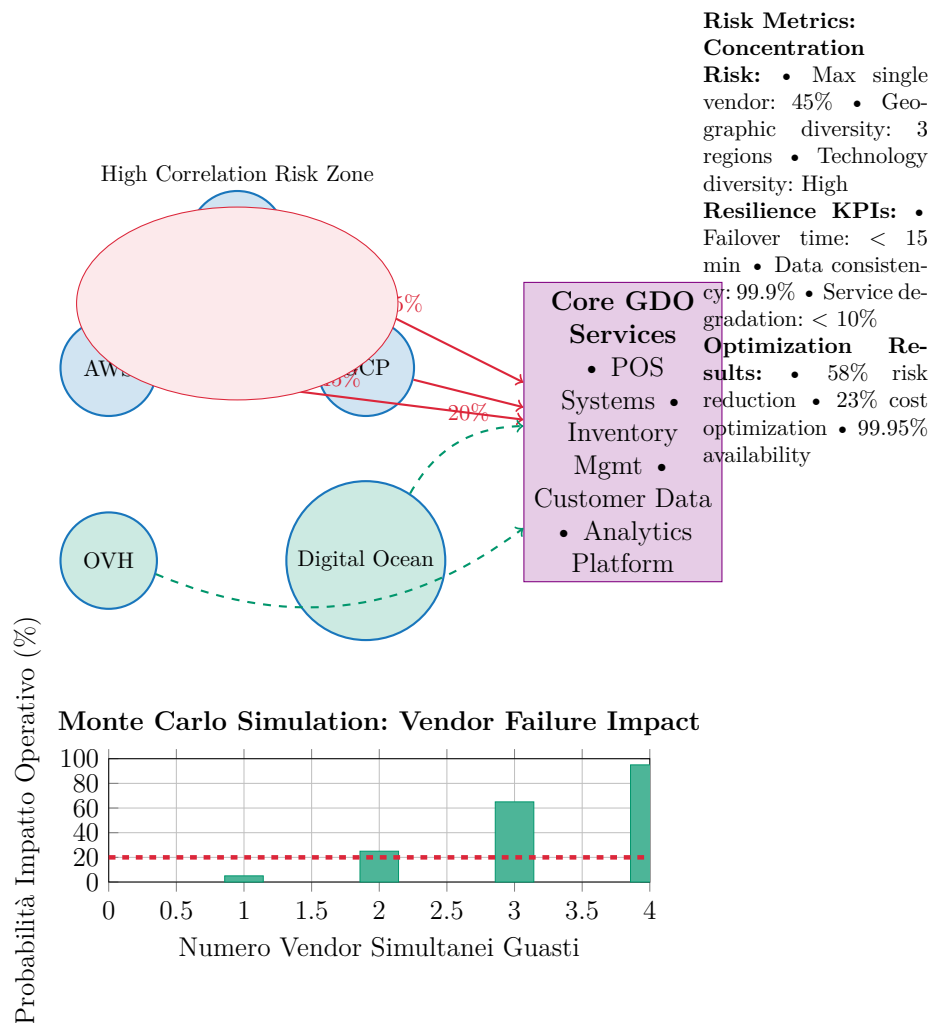 Risk Metrics:
Concentration
Risk: • Max single
vendor: 45% • Geo-
graphic diversity: 3
regions • Technology
diversity: High
Resilience KPIs: •
Failover time: < 15
min • Data consisten-
cy: 99.9% • Service de-
gradation: < 10%
Optimization Re-
sults: • 58% risk
reduction • 23% cost
optimization • 99.95%
availability
High Correlation Risk Zone
AWS
GCP
20%
Core GDO
Services
• POS
Systems •
Inventory
Mgmt •
Customer Data
• Analytics
Platform
OVH
Digital Ocean
Monte Carlo Simulation: Vendor Failure Impact
Probabilità Impatto Operativo (%)
100
80
60
40
20
0
0 0.5 1 1.5 2 2.5 3 3.5 4
Numero Vendor Simultanei Guasti